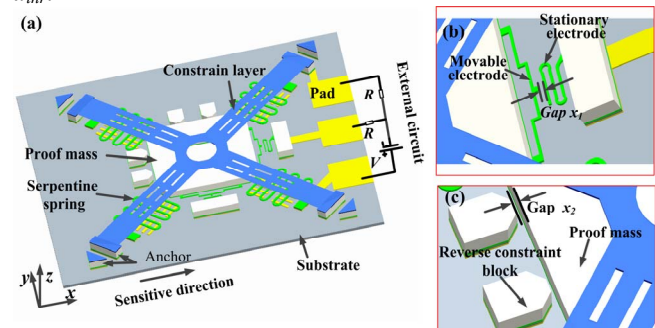 (a)
Constrain layer
Pad
External circuit
R
R
V
Proof mass
Serpentine
spring
Anchor
Substrate
y z
x
Sensitive direction
(b)
Stationary
electrode
Movable
electrode
Gap x1
(c)
Gap x2
Proof mass
Reverse constraint
block